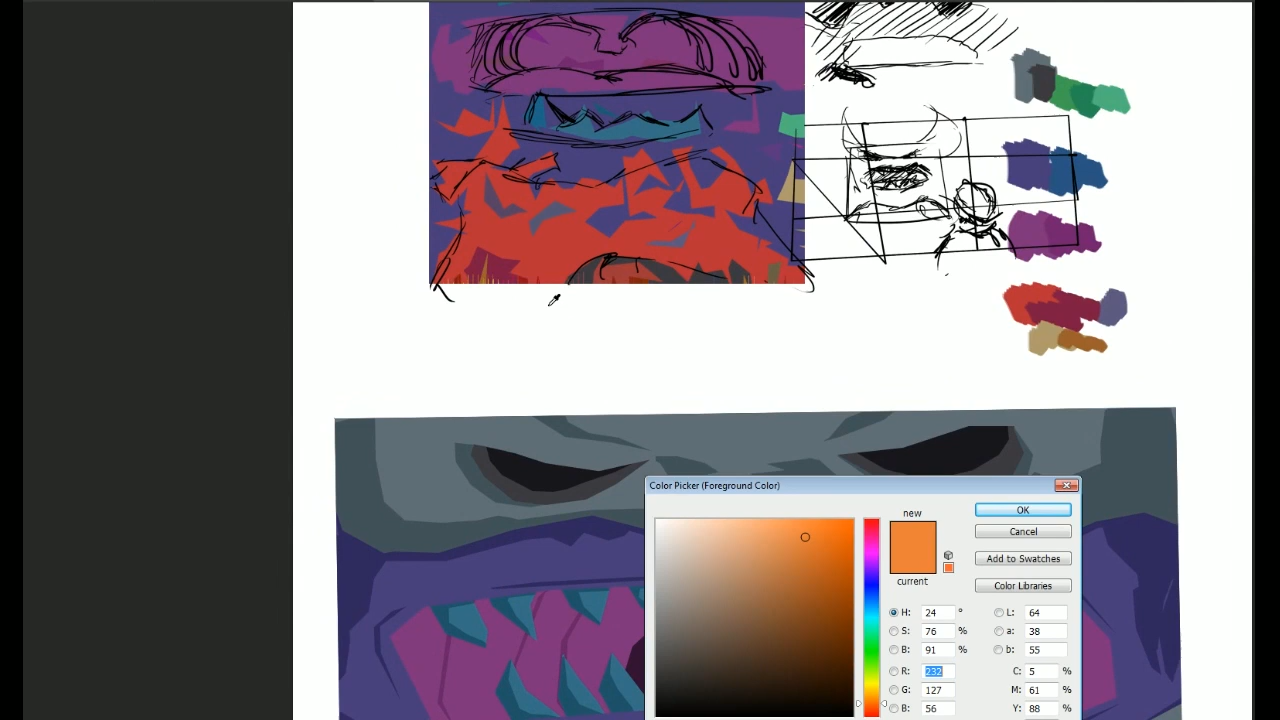 Color Picker (Foreground Color)
new
current
OK
Cancel
Add to Swatches
Color Libraries
H: 24 °
S: 76 %
B: 91 %
R: 232
G: 127
B: 56
L: 64
a: 38
b: 55
C: 5 %
M: 61 %
Y: 88 %